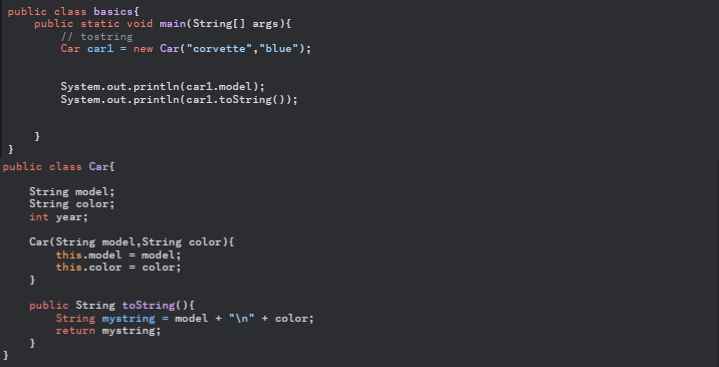 public class basics{
    public static void main(String[] args){
        // tostring
        Car car1 = new Car("corvette","blue");
        System.out.println(car1.model);
        System.out.println(car1.toString());
    }
}
public class Car{
    String model;
    String color;
    int year;
    Car(String model,String color){
        this.model = model;
        this.color = color;
    }
    public String toString(){
        String mystring = model + "\n" + color;
        return mystring;
    }
}